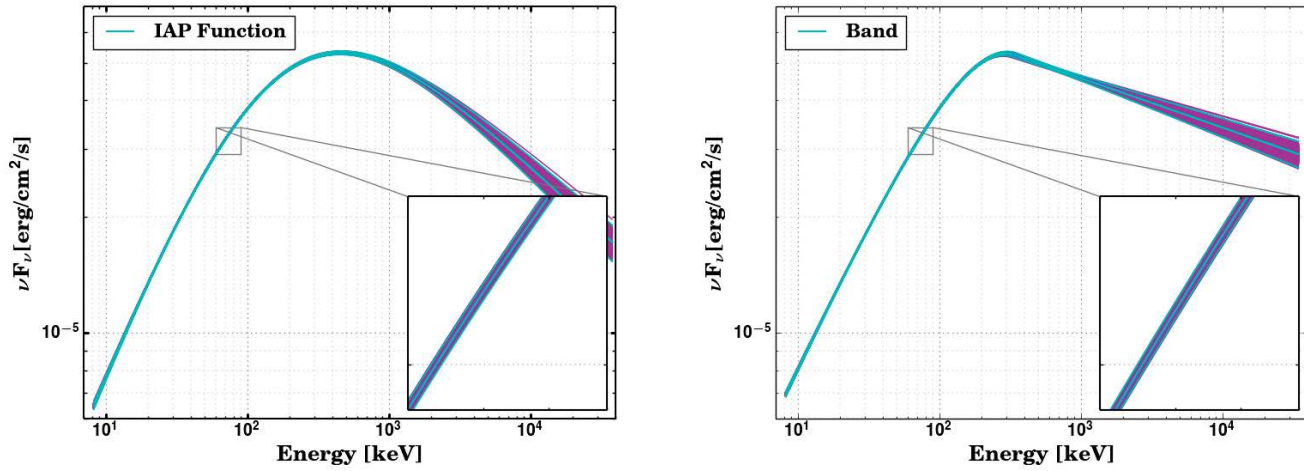 IAP Function
νFν[erg/cm²/s]
10⁻⁵
10¹ 10² 10³ 10⁴
Energy [keV]
Band
νFν[erg/cm²/s]
10⁻⁵
10¹ 10² 10³ 10⁴
Energy [keV]